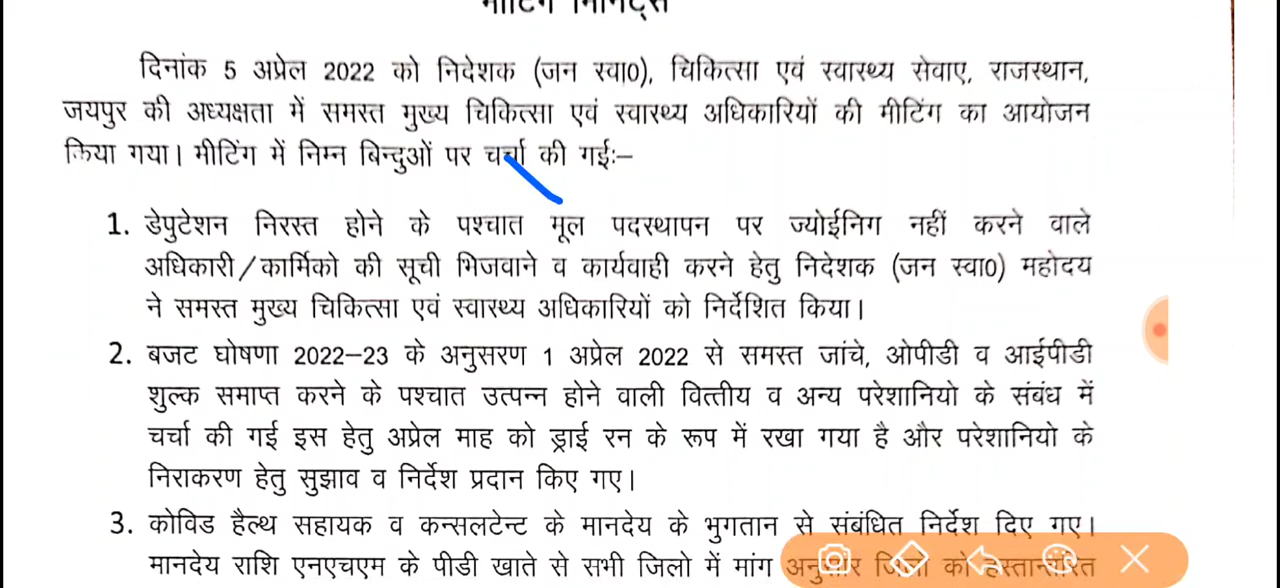 मीटिंग मिनिट्स
दिनांक 5 अप्रेल 2022 को निदेशक (जन स्वा0), चिकित्सा एवं स्वास्थ्य सेवाए, राजस्थान,
जयपुर की अध्यक्षता में समस्त मुख्य चिकित्सा एवं स्वास्थ्य अधिकारियों की मीटिंग का आयोजन
किया गया। मीटिंग में निम्न बिन्दुओं पर चर्चा की गई:–
1. डेपुटेशन निरस्त होने के पश्चात मूल पदस्थापन पर ज्योईनिग नहीं करने वाले
अधिकारी/कार्मिको की सूची भिजवाने व कार्यवाही करने हेतु निदेशक (जन स्वा0) महोदय
ने समस्त मुख्य चिकित्सा एवं स्वास्थ्य अधिकारियों को निर्देशित किया।
2. बजट घोषणा 2022–23 के अनुसरण 1 अप्रेल 2022 से समस्त जांचे, ओपीडी व आईपीडी
शुल्क समाप्त करने के पश्चात उत्पन्न होने वाली वित्तीय व अन्य परेशानियो के संबंध में
चर्चा की गई इस हेतु अप्रेल माह को ड्राई रन के रूप में रखा गया है और परेशानियो के
निराकरण हेतु सुझाव व निर्देश प्रदान किए गए।
3. कोविड हैल्थ सहायक व कन्सलटेन्ट के मानदेय के भुगतान से संबंधित निर्देश दिए गए।
मानदेय राशि एनएचएम के पीडी खाते से सभी जिलो में मांग अनुसार जिलो को हस्तान्तरित